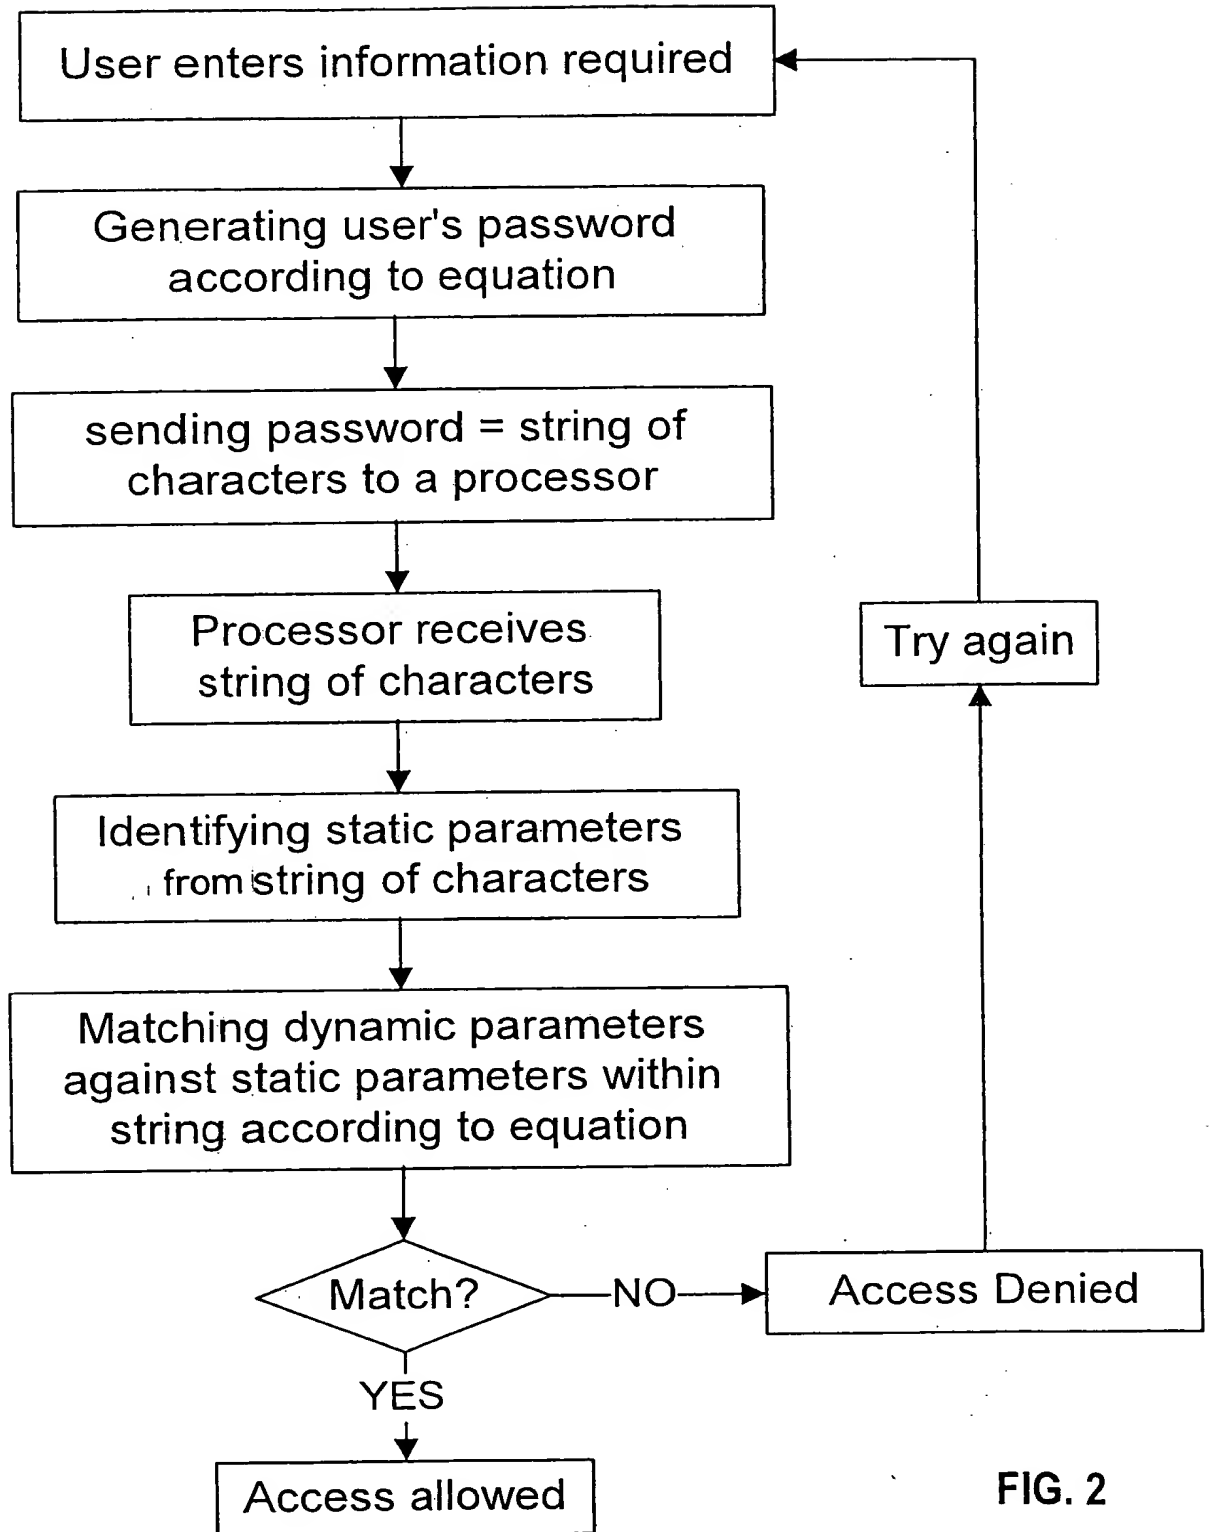 User enters information required
Generating user's password
according to equation
sending password = string of
characters to a processor
Processor receives
string of characters
Try again
Identifying static parameters
from string of characters
Matching dynamic parameters
against static parameters within
string according to equation
Match?
NO
Access Denied
YES
Access allowed
FIG. 2